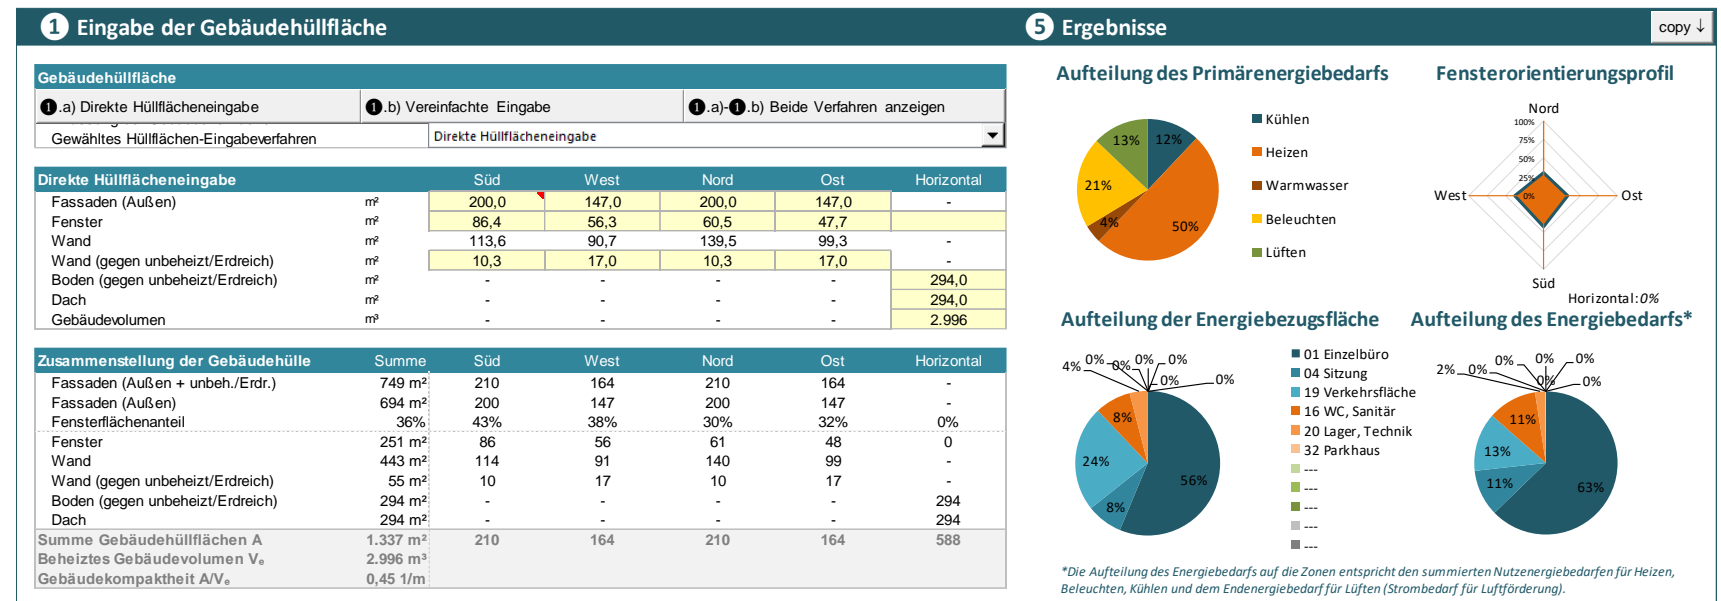 1 Eingabe der Gebäudehüllfläche
Gebäudehüllfläche
1.a) Direkte Hüllflächeneingabe 1.b) Vereinfachte Eingabe 1.a)-1.b) Beide Verfahren anzeigen
Gewähltes Hüllflächen-Eingabeverfahren Direkte Hüllflächeneingabe
Direkte Hüllflächeneingabe Süd West Nord Ost Horizontal
Fassaden (Außen) m² 200,0 147,0 200,0 147,0 -
Fenster m² 86,4 56,3 60,5 47,7
Wand m² 113,6 90,7 139,5 99,3 -
Wand (gegen unbeheizt/Erdreich) m² 10,3 17,0 10,3 17,0 -
Boden (gegen unbeheizt/Erdreich) m² - - - - 294,0
Dach m² - - - - 294,0
Gebäudevolumen m³ - - - - 2.996
Zusammenstellung der Gebäudehülle Summe Süd West Nord Ost Horizontal
Fassaden (Außen + unbeh./Erdr.) 749 m² 210 164 210 164 -
Fassaden (Außen) 694 m² 200 147 200 147 -
Fensterflächenanteil 36% 43% 38% 30% 32% 0%
Fenster 251 m² 86 56 61 48 0
Wand 443 m² 114 91 140 99 -
Wand (gegen unbeheizt/Erdreich) 55 m² 10 17 10 17 -
Boden (gegen unbeheizt/Erdreich) 294 m² - - - - 294
Dach 294 m² - - - - 294
Summe Gebäudehüllflächen A 1.337 m² 210 164 210 164 588
Beheiztes Gebäudevolumen Vₑ 2.996 m³
Gebäudekompaktheit A/Vₑ 0,45 1/m
5 Ergebnisse
copy ↓
Aufteilung des Primärenergiebedarfs
13% 12%
21%
4% 50%
Kühlen
Heizen
Warmwasser
Beleuchten
Lüften
Fensterorientierungsprofil
Nord
100%
75%
50%
25%
West 0% Ost
Süd
Horizontal: 0%
Aufteilung der Energiebezugsfläche
4% 0% 0% 0% 0%
0% 0%
8%
24%
56%
8%
01 Einzelbüro
04 Sitzung
19 Verkehrsfläche
16 WC, Sanitär
20 Lager, Technik
32 Parkhaus
---
---
---
---
---
Aufteilung des Energiebedarfs*
2% 0% 0% 0% 0%
0% 0%
11%
13%
11% 63%
*Die Aufteilung des Energiebedarfs auf die Zonen entspricht den summierten Nutzenergiebedarfen für Heizen,
Beleuchten, Kühlen und dem Endenergiebedarf für Lüften (Strombedarf für Luftförderung).